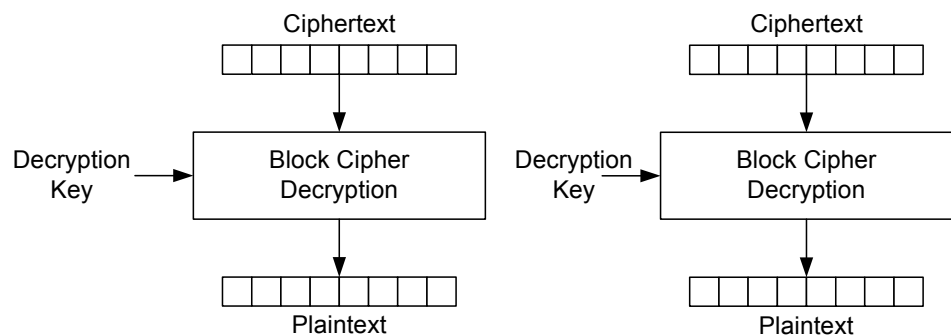 Ciphertext
Decryption
Key
Block Cipher
Decryption
Plaintext
Ciphertext
Decryption
Key
Block Cipher
Decryption
Plaintext